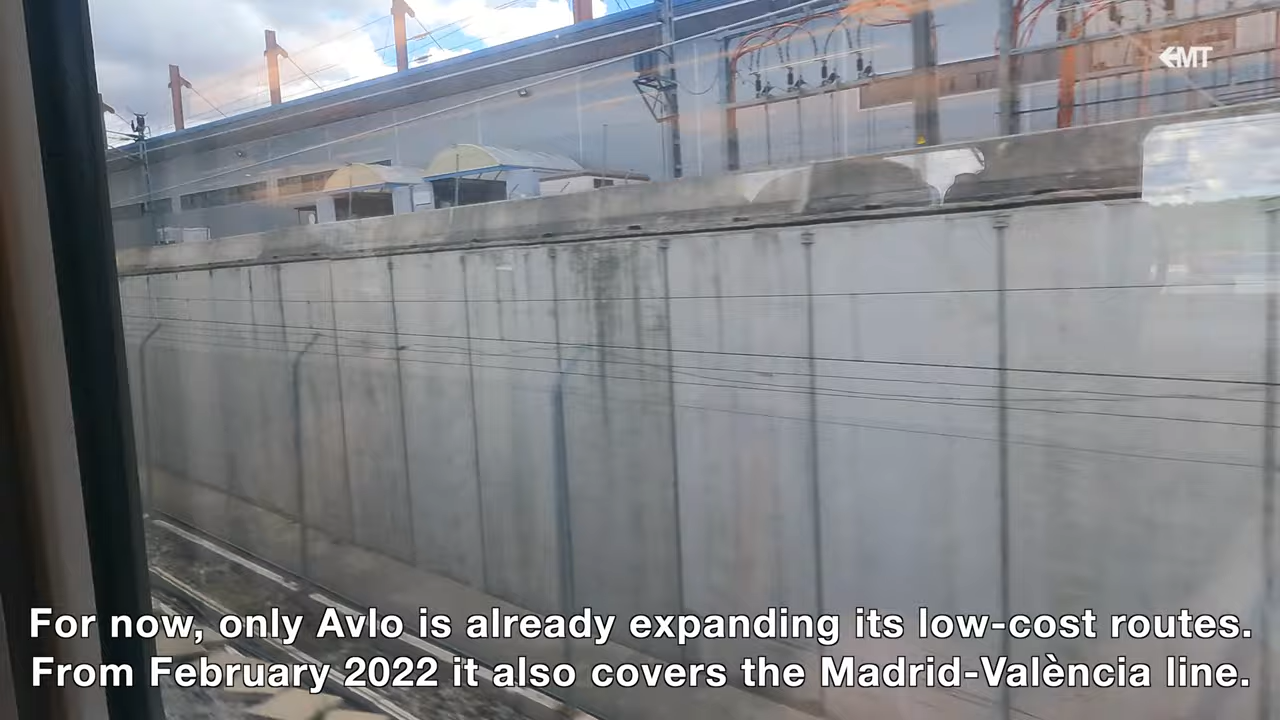 EMT
For now, only Avlo is already expanding its low-cost routes.
From February 2022 it also covers the Madrid-València line.